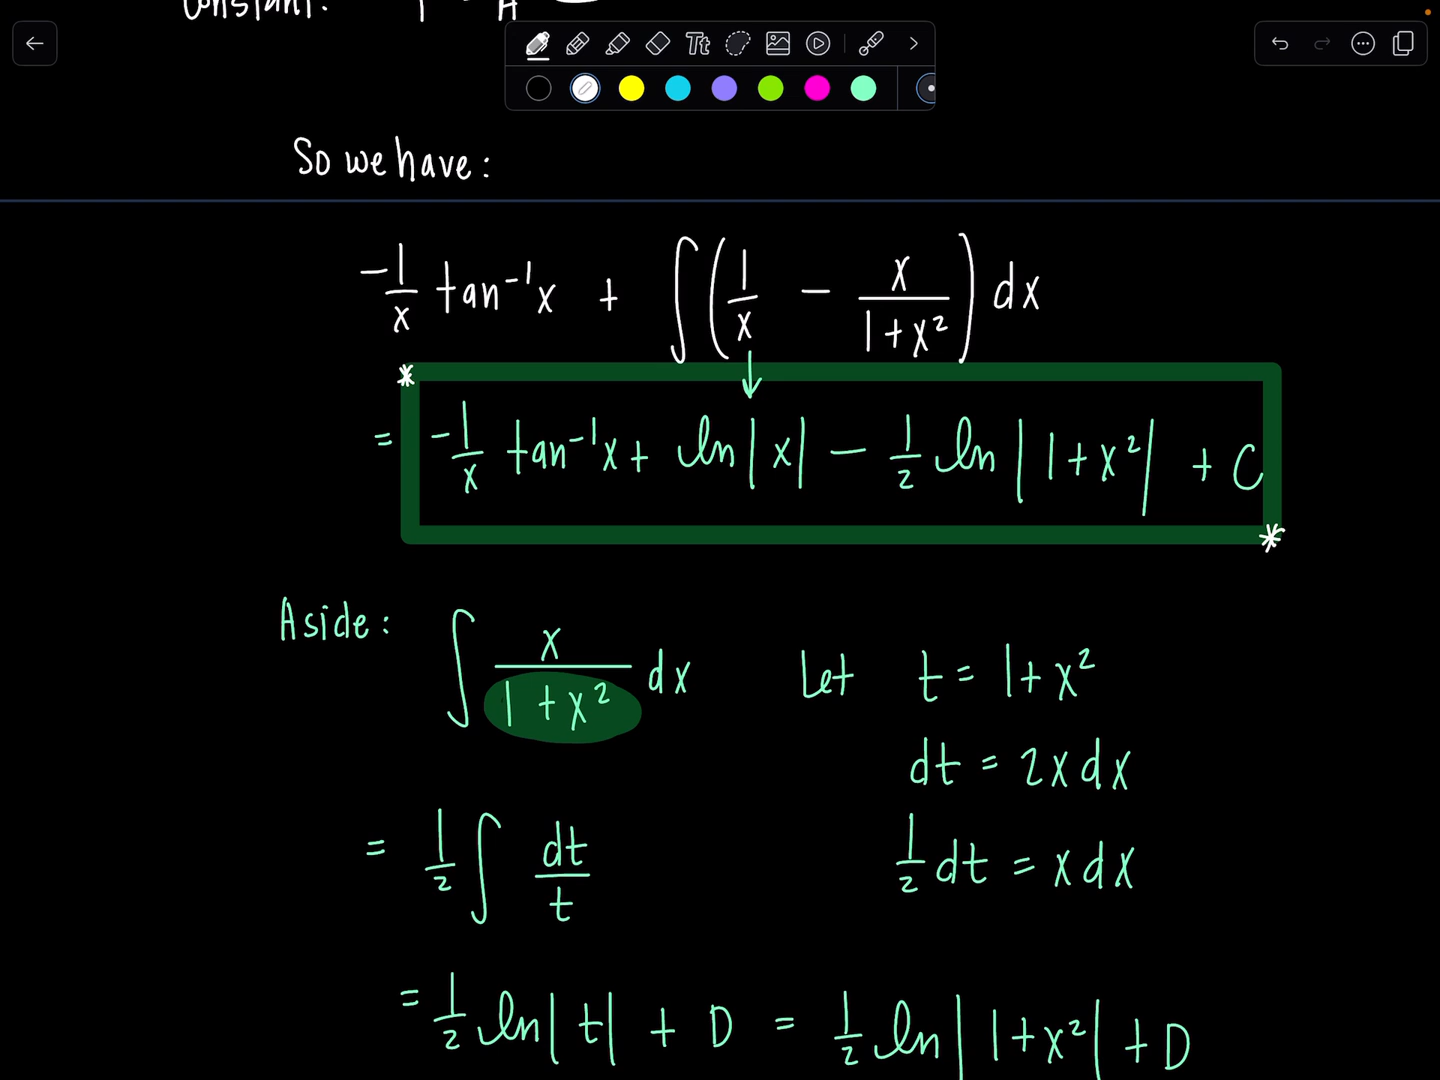 Constant:
So we have:
-1/x tan⁻¹x + ∫(1/x - x/(1+x²)) dx
= -1/x tan⁻¹x + ln|x| - 1/2 ln|1+x²| + C
Aside: ∫ x/(1+x²) dx Let t = 1+x²
dt = 2x dx
= 1/2 ∫ dt/t 1/2 dt = x dx
= 1/2 ln|t| + D = 1/2 ln|1+x²| + D